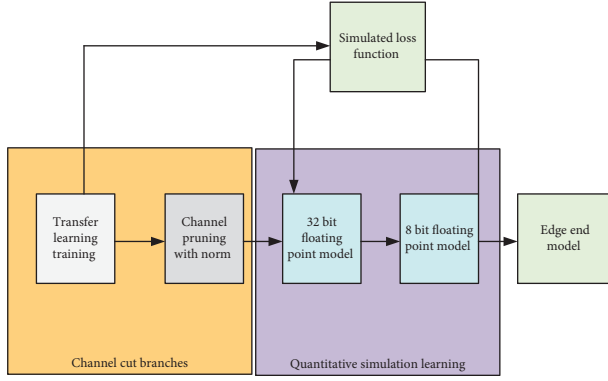 Simulated loss
function
Transfer
learning
training
Channel
pruning
with norm
32 bit
floating
point model
8 bit floating
point model
Edge end
model
Channel cut branches
Quantitative simulation learning